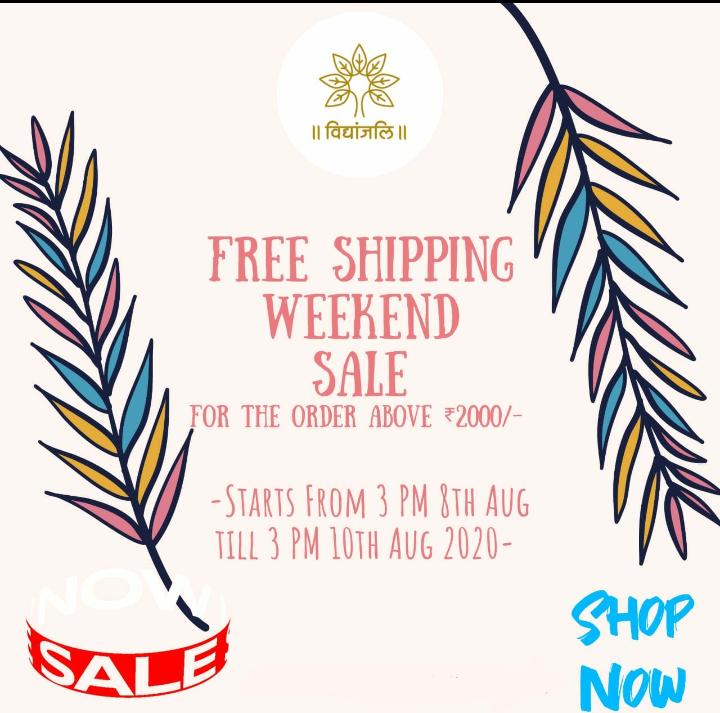 ॥ विद्यांजलि ॥
FREE SHIPPING
WEEKEND
SALE
FOR THE ORDER ABOVE ₹2000/-
-STARTS FROM 3 PM 8TH AUG
TILL 3 PM 10TH AUG 2020-
NOW
SALE
SHOP
NOW